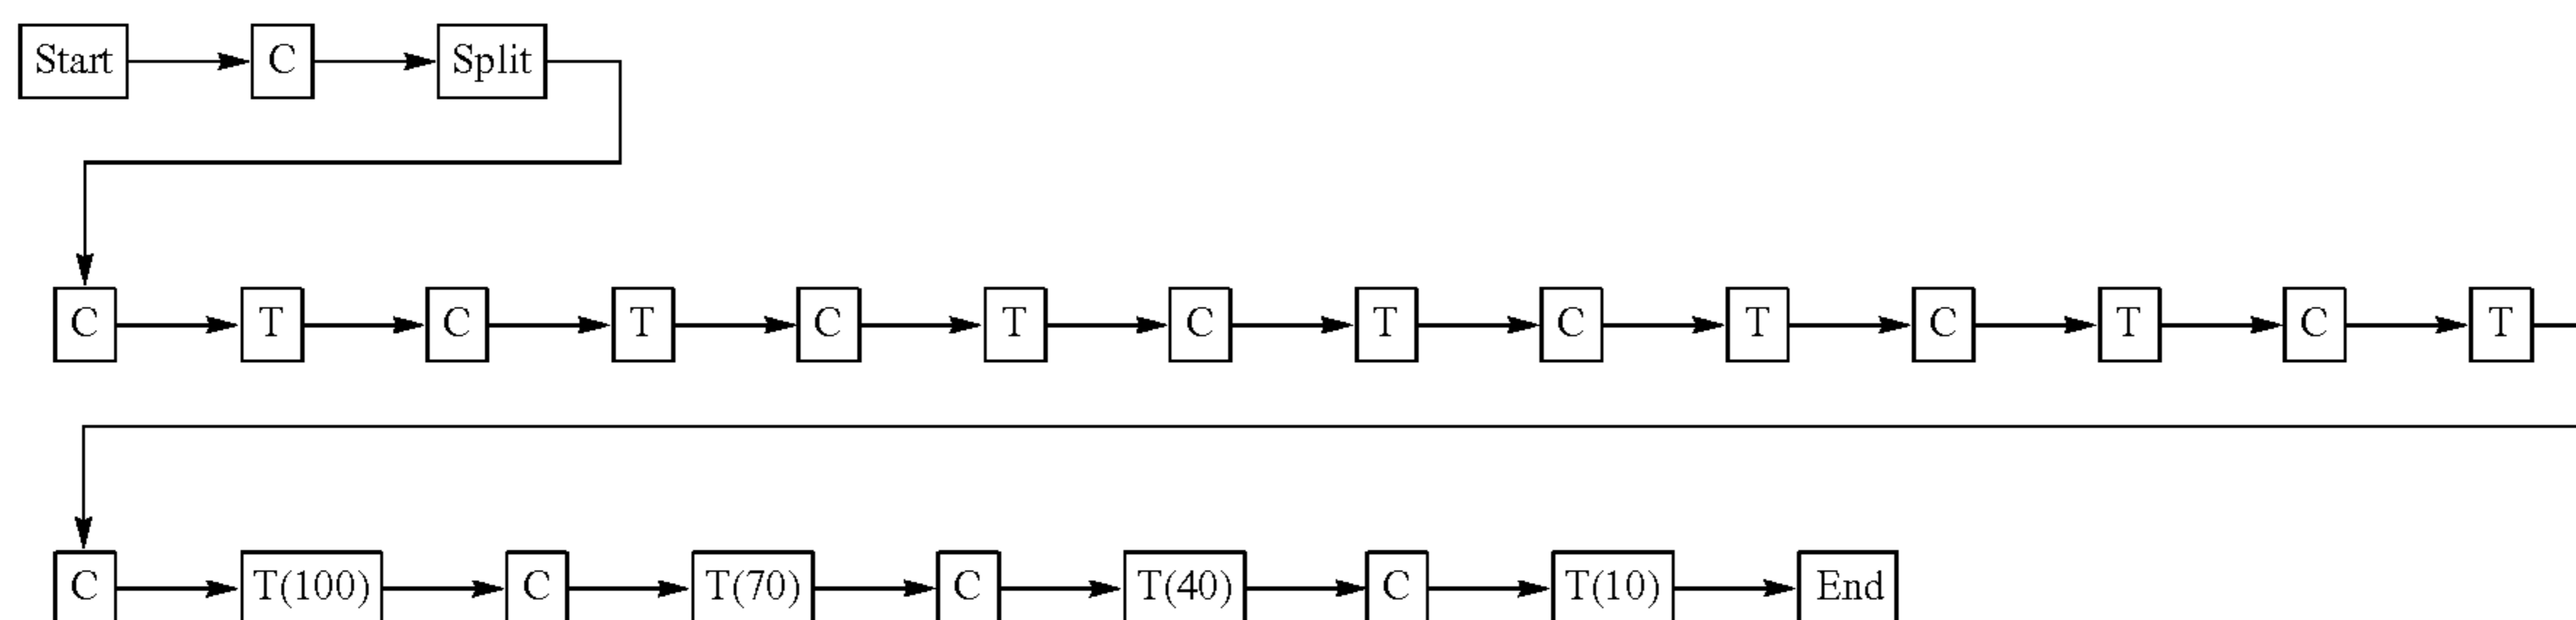 Start C Split
C T C T C T C T C T C T C T
C T(100) C T(70) C T(40) C T(10) End